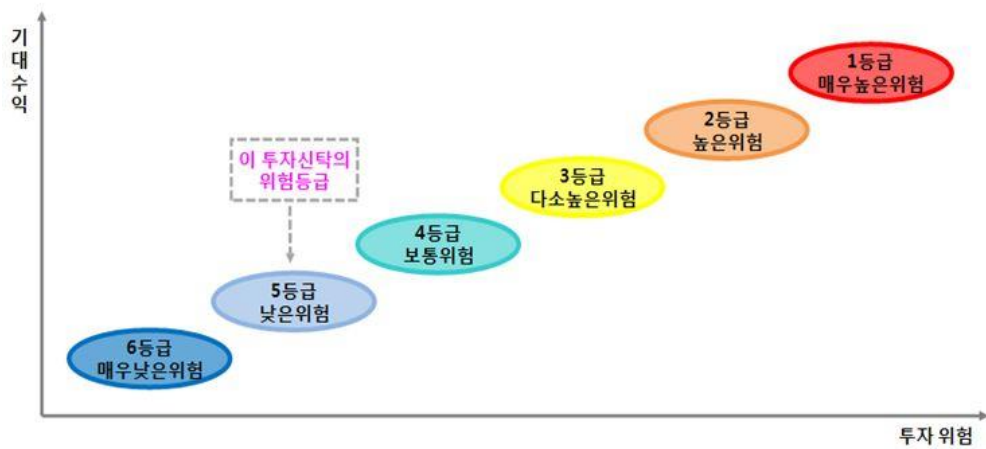 기
대
수
익
1등급
매우높은위험
2등급
높은위험
이 투자신탁의
위험등급
3등급
다소높은위험
4등급
보통위험
5등급
낮은위험
6등급
매우낮은위험
투자 위험